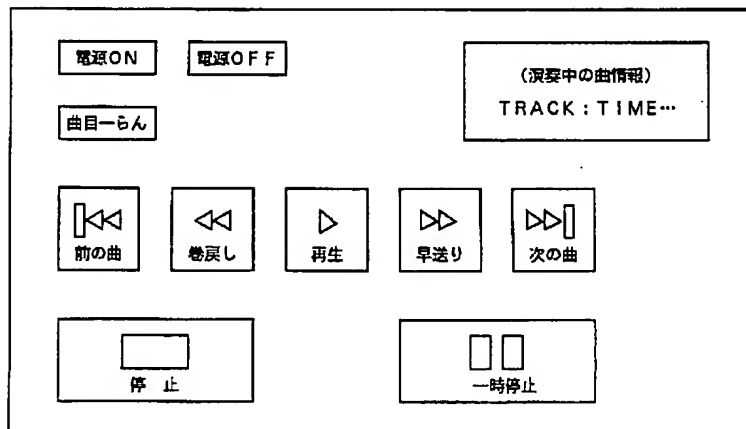 電源ON
電源OFF
(演奏中の曲情報)
TRACK:TIME…
曲目一らん
前の曲
巻戻し
再生
早送り
次の曲
停 止
一時停止